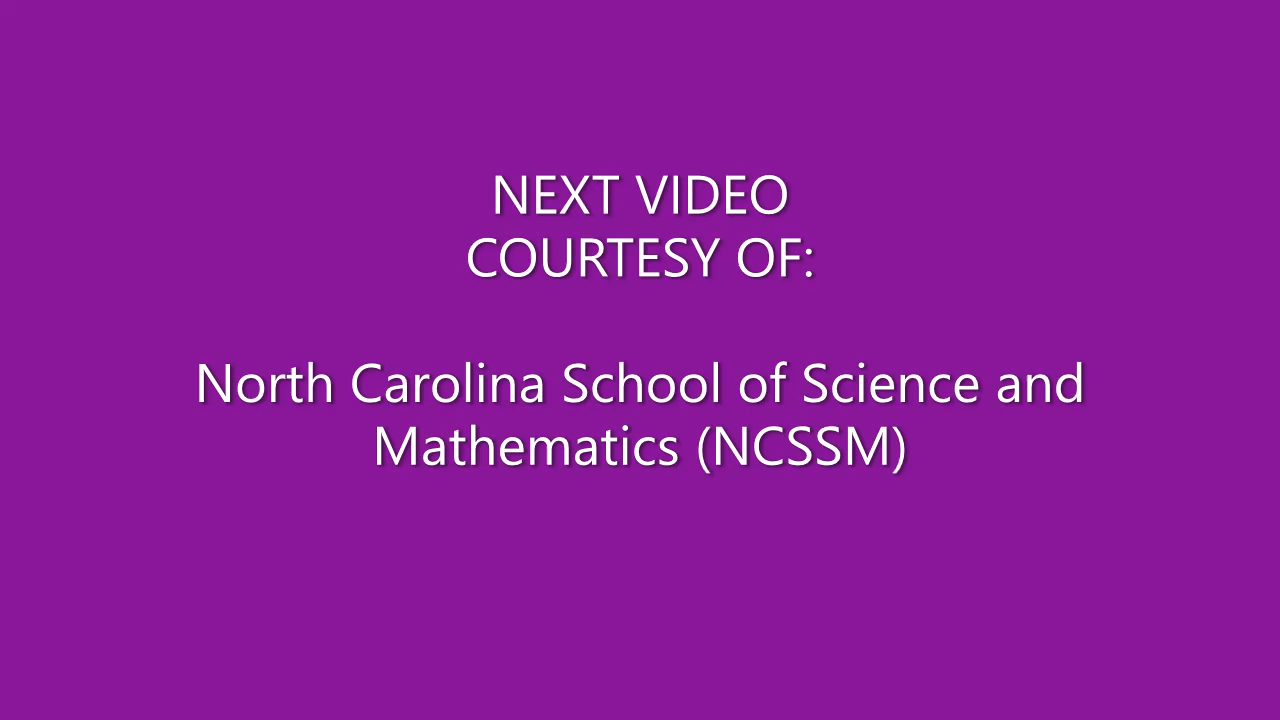 NEXT VIDEO
COURTESY OF:
North Carolina School of Science and
Mathematics (NCSSM)